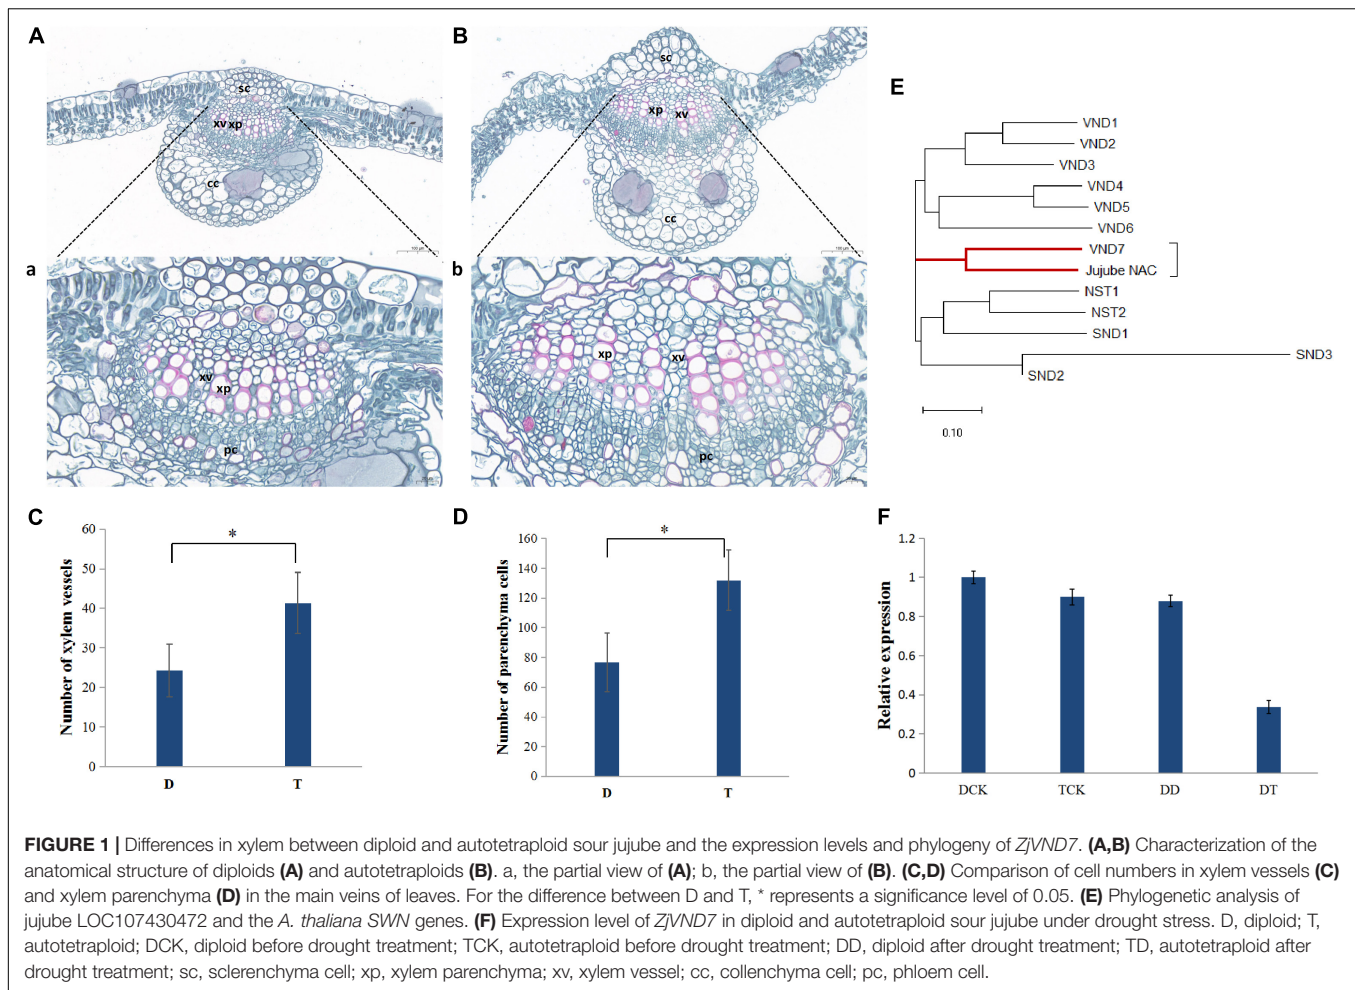 A
B
E
sc
xv xp
cc
100 µm
sc
xp
xv
cc
100 µm
a
xv
xp
pc
b
xp
xv
pc
VND1
VND2
VND3
VND4
VND5
VND6
VND7
Jujube NAC
NST1
NST2
SND1
SND3
SND2
0.10
C
Number of xylem vessels
60
50
40
30
20
10
0
*
D
T
D
Number of parenchyma cells
160
140
120
100
80
60
40
20
0
*
D
T
F
Relative expression
1.2
1
0.8
0.6
0.4
0.2
0
DCK
TCK
DD
DT
FIGURE 1 | Differences in xylem between diploid and autotetraploid sour jujube and the expression levels and phylogeny of ZjVND7. (A,B) Characterization of the
anatomical structure of diploids (A) and autotetraploids (B). a, the partial view of (A); b, the partial view of (B). (C,D) Comparison of cell numbers in xylem vessels (C)
and xylem parenchyma (D) in the main veins of leaves. For the difference between D and T, * represents a significance level of 0.05. (E) Phylogenetic analysis of
jujube LOC107430472 and the A. thaliana SWN genes. (F) Expression level of ZjVND7 in diploid and autotetraploid sour jujube under drought stress. D, diploid; T,
autotetraploid; DCK, diploid before drought treatment; TCK, autotetraploid before drought treatment; DD, diploid after drought treatment; TD, autotetraploid after
drought treatment; sc, sclerenchyma cell; xp, xylem parenchyma; xv, xylem vessel; cc, collenchyma cell; pc, phloem cell.